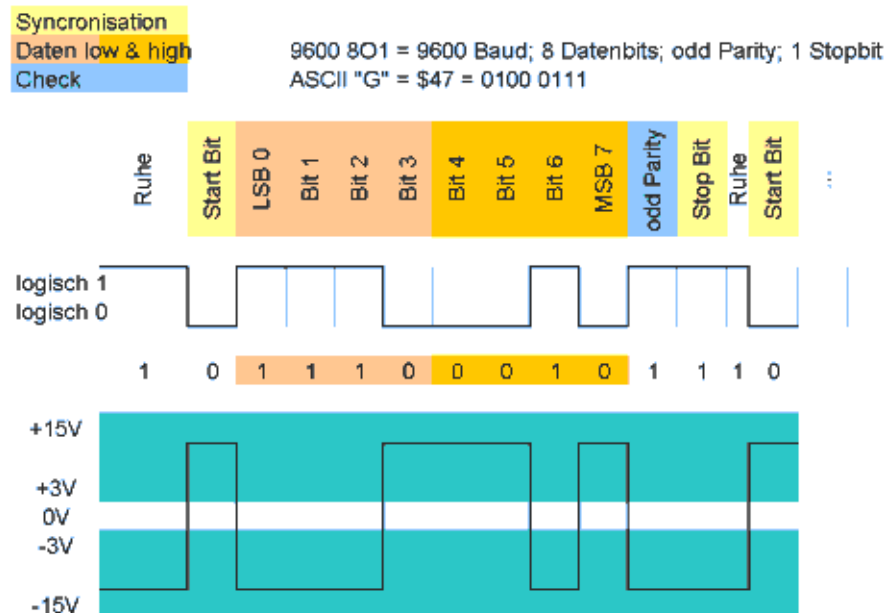 Syncronisation
Daten low & high 9600 8O1 = 9600 Baud; 8 Datenbits; odd Parity; 1 Stopbit
Check ASCII "G" = $47 = 0100 0111
Ruhe Start Bit LSB 0 Bit 1 Bit 2 Bit 3 Bit 4 Bit 5 Bit 6 MSB 7 odd Parity Stop Bit Ruhe Start Bit ...
logisch 1
logisch 0
1 0 1 1 1 0 0 0 1 0 1 1 1 0
+15V
+3V
0V
-3V
-15V